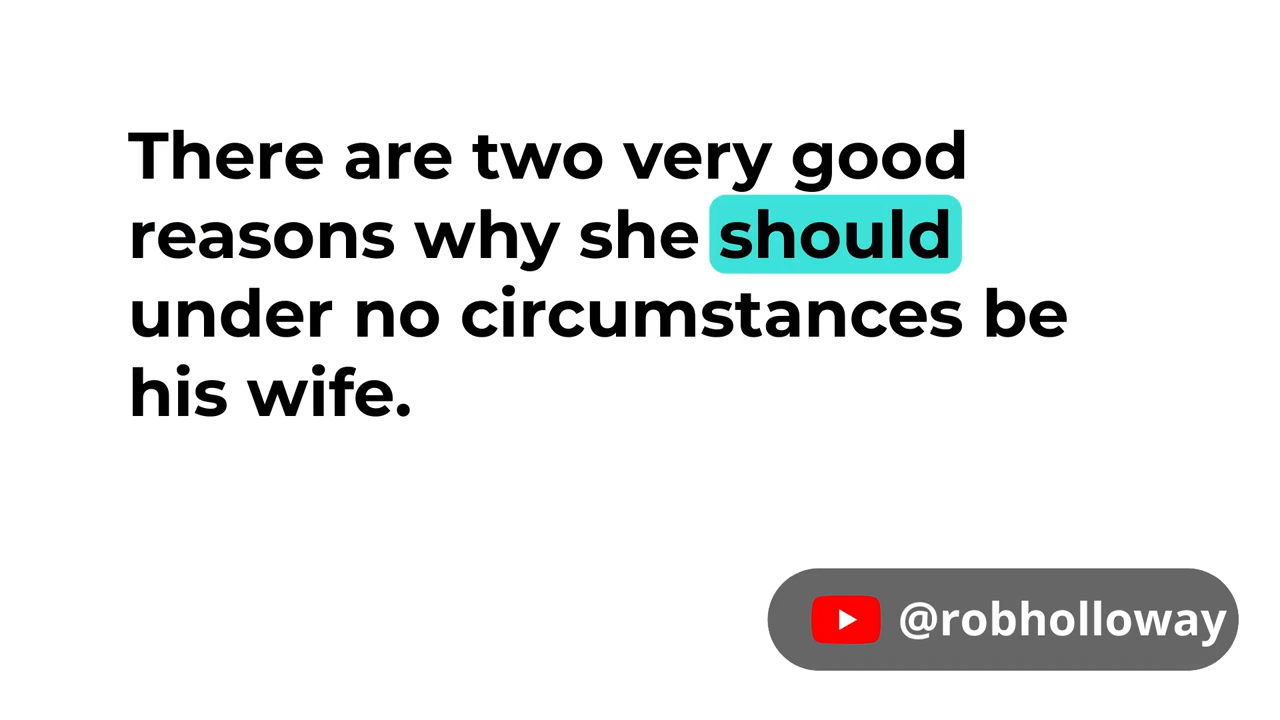 There are two very good
reasons why she should
under no circumstances be
his wife.
@robholloway